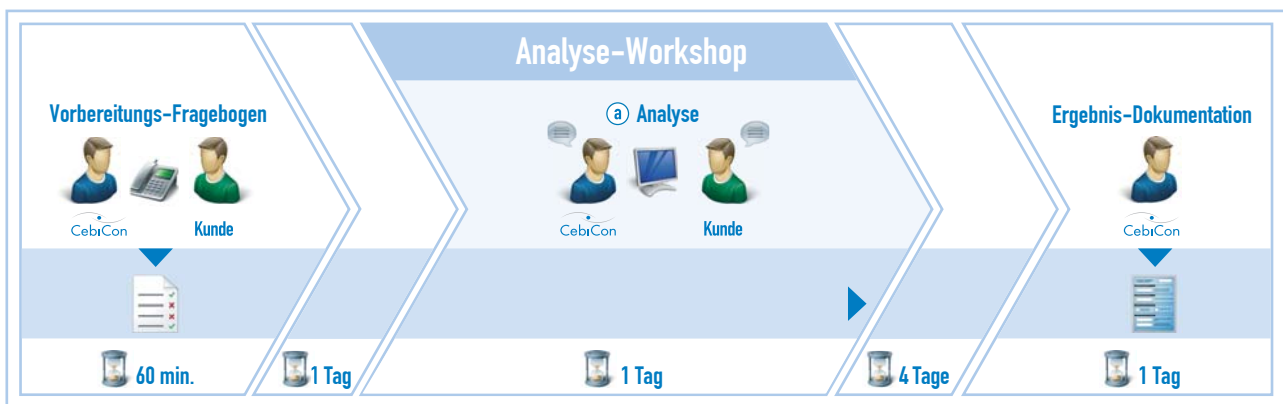 Analyse-Workshop
Vorbereitungs-Fragebogen
CebiCon
Kunde
ⓐ Analyse
CebiCon
Kunde
Ergebnis-Dokumentation
CebiCon
60 min.
1 Tag
1 Tag
4 Tage
1 Tag